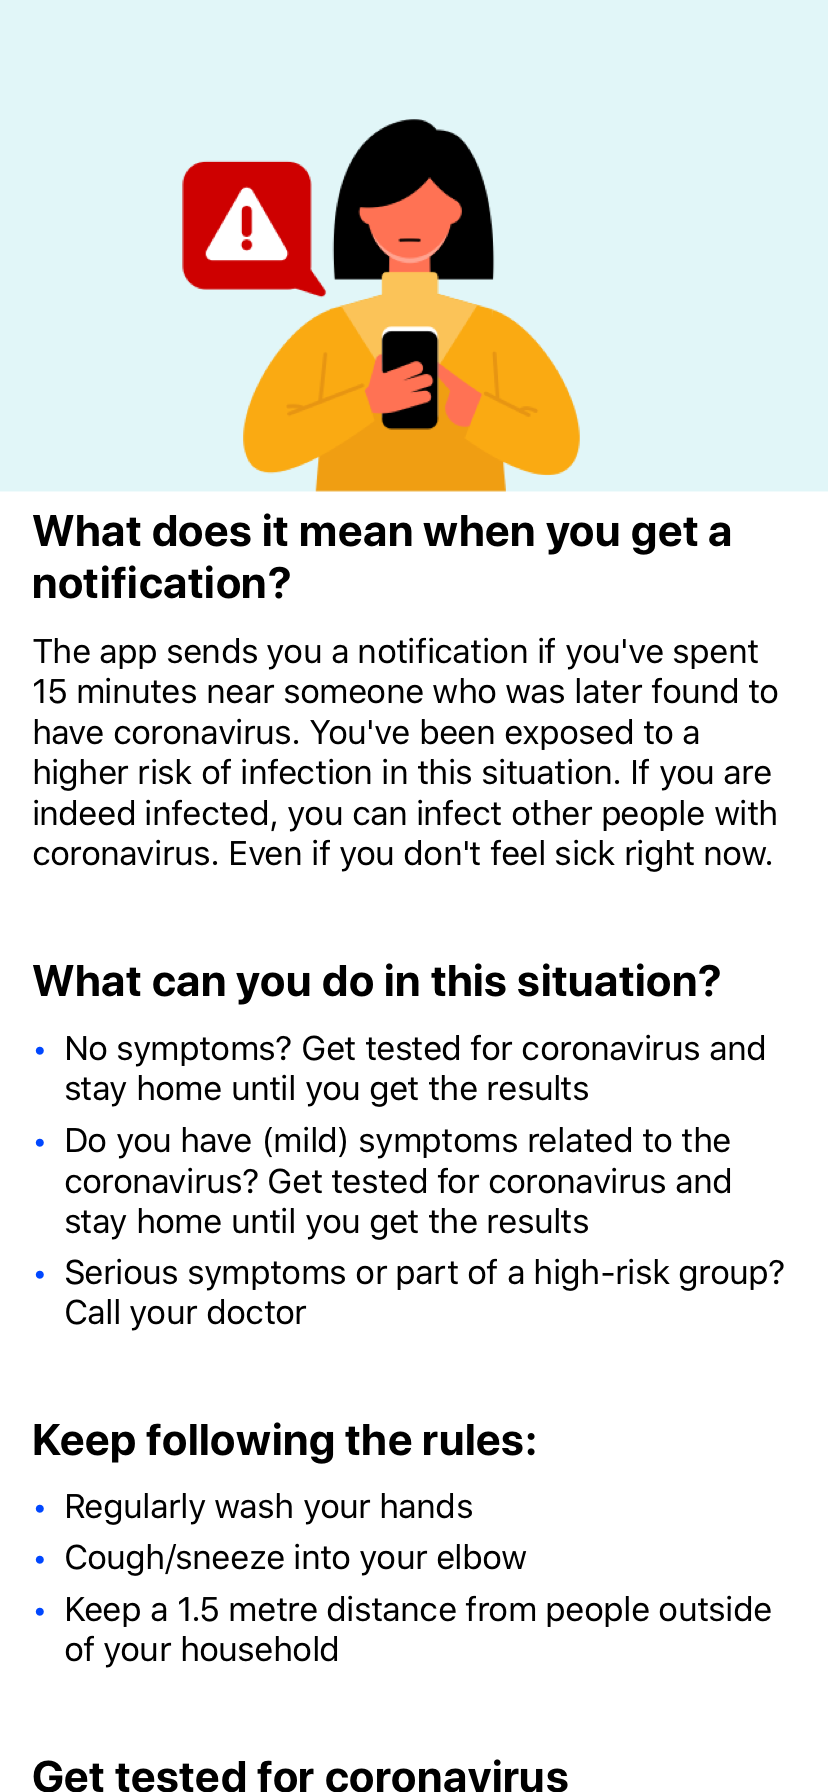 What does it mean when you get a
notification?
The app sends you a notification if you've spent
15 minutes near someone who was later found to
have coronavirus. You've been exposed to a
higher risk of infection in this situation. If you are
indeed infected, you can infect other people with
coronavirus. Even if you don't feel sick right now.
What can you do in this situation?
• No symptoms? Get tested for coronavirus and
stay home until you get the results
• Do you have (mild) symptoms related to the
coronavirus? Get tested for coronavirus and
stay home until you get the results
• Serious symptoms or part of a high-risk group?
Call your doctor
Keep following the rules:
• Regularly wash your hands
• Cough/sneeze into your elbow
• Keep a 1.5 metre distance from people outside
of your household
Get tested for coronavirus